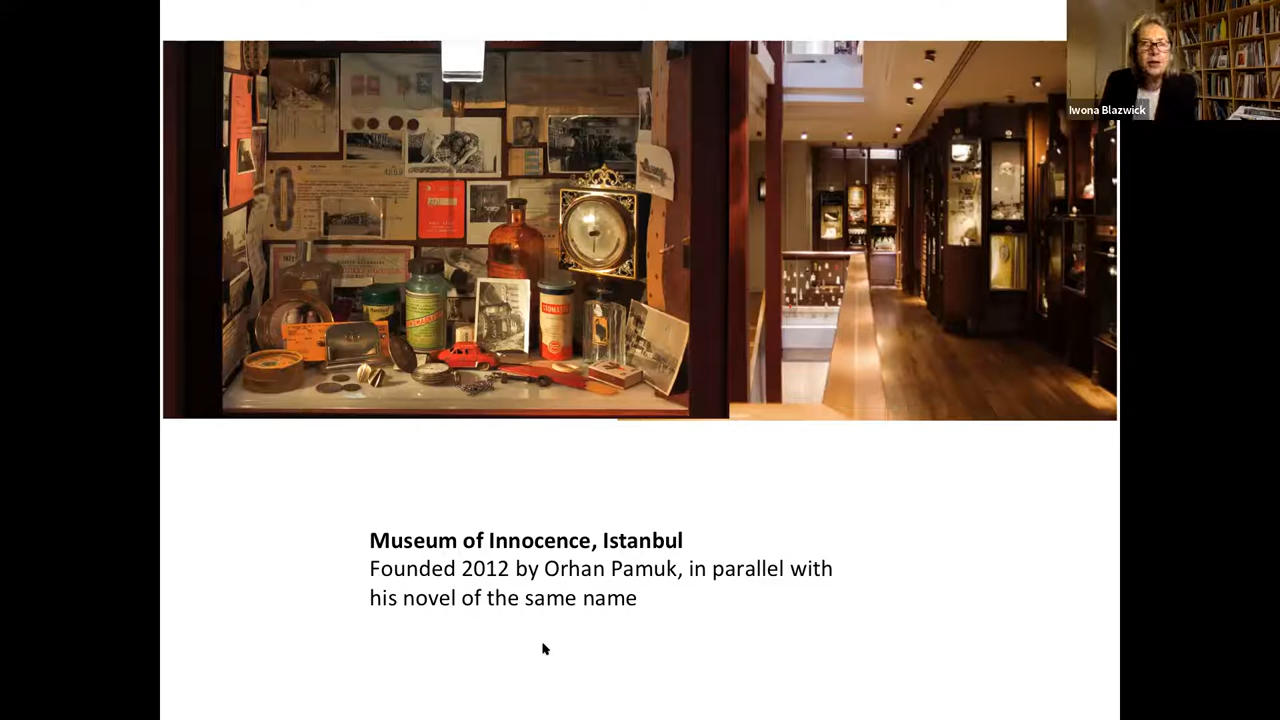 Iwona Blazwick
Museum of Innocence, Istanbul
Founded 2012 by Orhan Pamuk, in parallel with
his novel of the same name